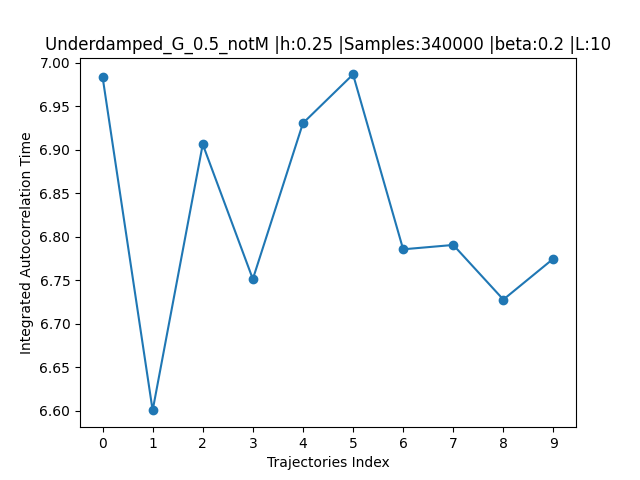 Underdamped_G_0.5_notM |h:0.25 |Samples:340000 |beta:0.2 |L:10
7.00
6.95
6.90
6.85
6.80
6.75
6.70
6.65
6.60
Integrated Autocorrelation Time
0 1 2 3 4 5 6 7 8 9
Trajectories Index